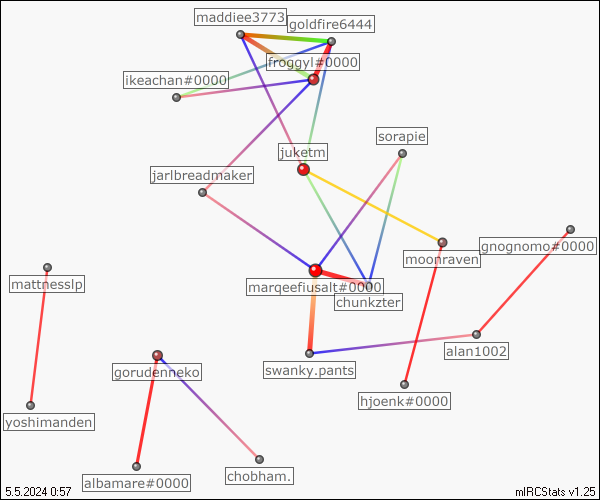 maddiee3773
goldfire6444
froggyl#0000
ikeachan#0000
sorapie
juketm
jarlbreadmaker
gnognomo#0000
moonraven
mattnesslp
marqeefiusalt#0000
chunkzter
alan1002
swanky.pants
gorudenneko
hjoenk#0000
yoshimanden
chobham.
albamare#0000
5.5.2024 0:57
mIRCStats v1.25